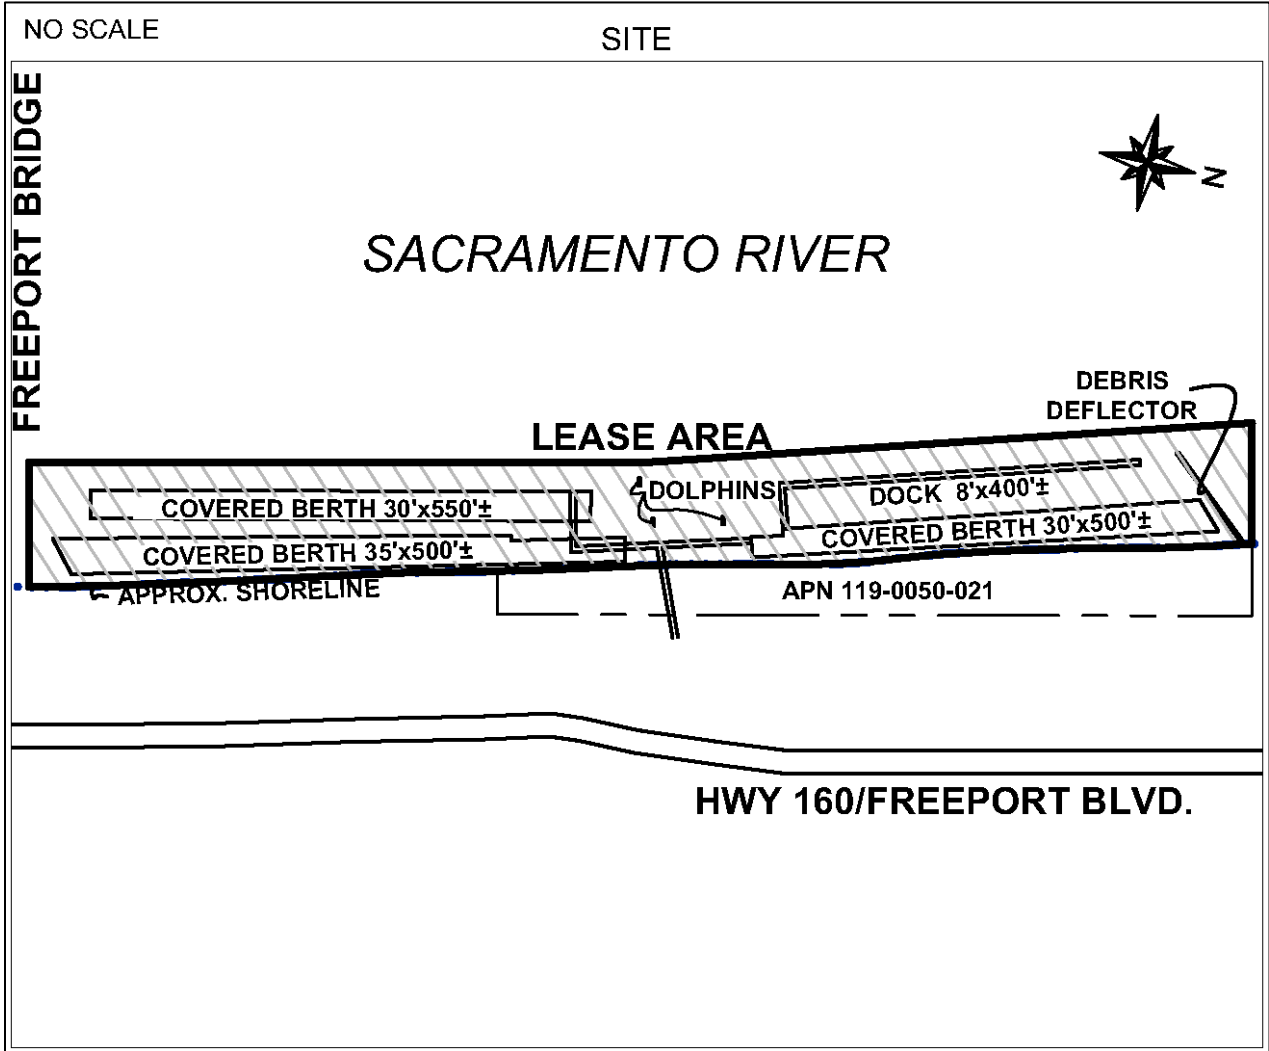 NO SCALE
SITE
FREEPORT BRIDGE
N
SACRAMENTO RIVER
DEBRIS
DEFLECTOR
LEASE AREA
DOLPHINS
DOCK 8'x400'±
COVERED BERTH 30'x550'±
COVERED BERTH 30'x500'±
COVERED BERTH 35'x500'±
APPROX. SHORELINE
APN 119-0050-021
HWY 160/FREEPORT BLVD.